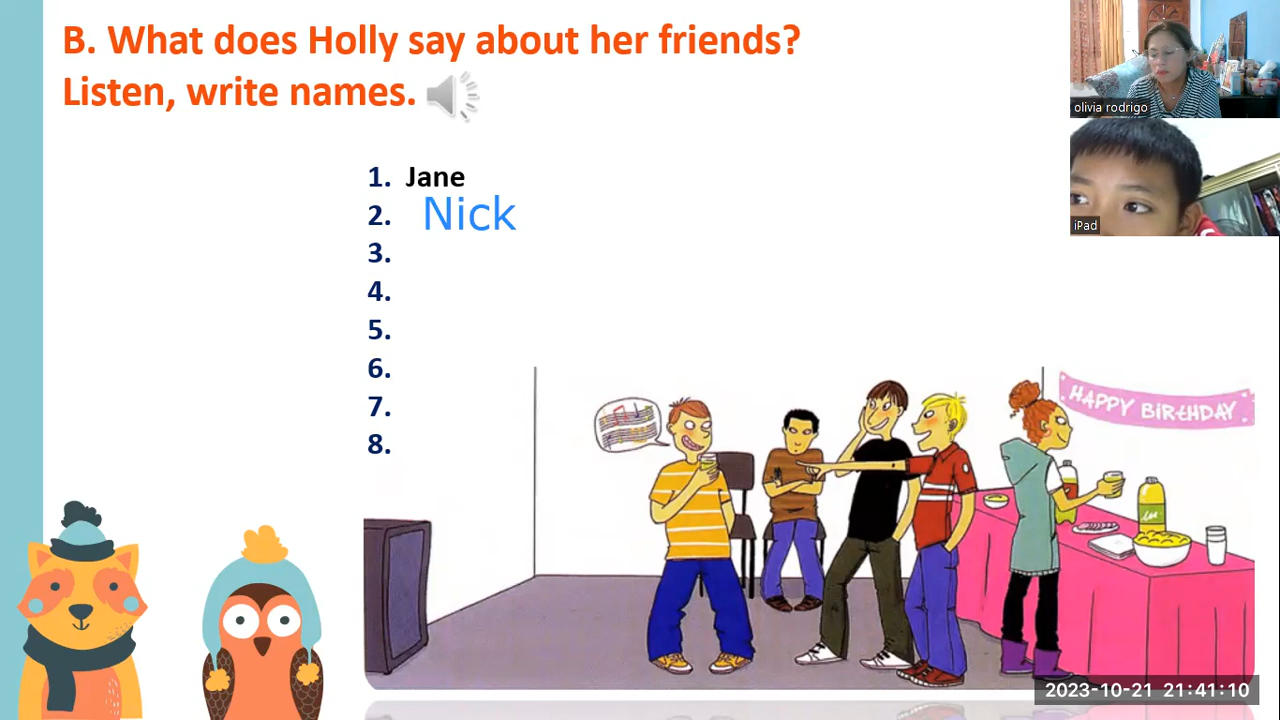 B. What does Holly say about her friends?
Listen, write names.
olivia rodrigo
iPad
1. Jane
2. Nick
3.
4.
5.
6.
7.
8.
HAPPY BIRTHDAY
2023-10-21 21:41:10